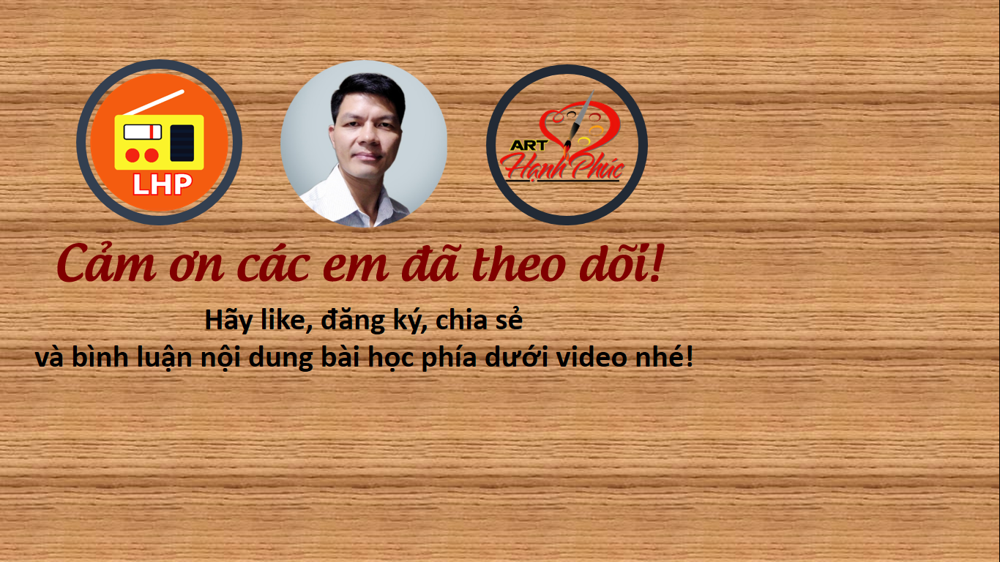 LHP
ART
Hạnh Phúc
Cảm ơn các em đã theo dõi!
Hãy like, đăng ký, chia sẻ
và bình luận nội dung bài học phía dưới video nhé!